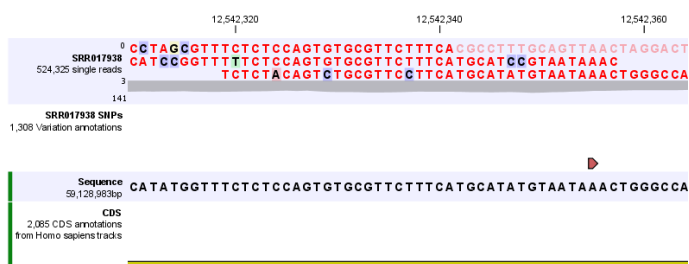 12,542,320 12,542,340 12,542,360
0
CCTAGCGTTTCTCTCCAGTGTGCGTTCTTTCACGCCTTTGCAGTTAACTAGGACT
SRR017938
CATCCGGTTTTTCTCCAGTGTGCGTTCTTTCATGCATCCGTAATAAAC
524,325 single reads
TCTCTACAGTCTGCGTTCCTTCATGCATATGTAATAAACTGGGCCA
3
141
SRR017938 SNPs
1,308 Variation annotations
Sequence
CATATGGTTTCTCTCCAGTGTGCGTTCTTTCATGCATATGTAATAAACTGGGCCA
59,128,983bp
CDS
2,085 CDS annotations
from Homo sapiens tracks